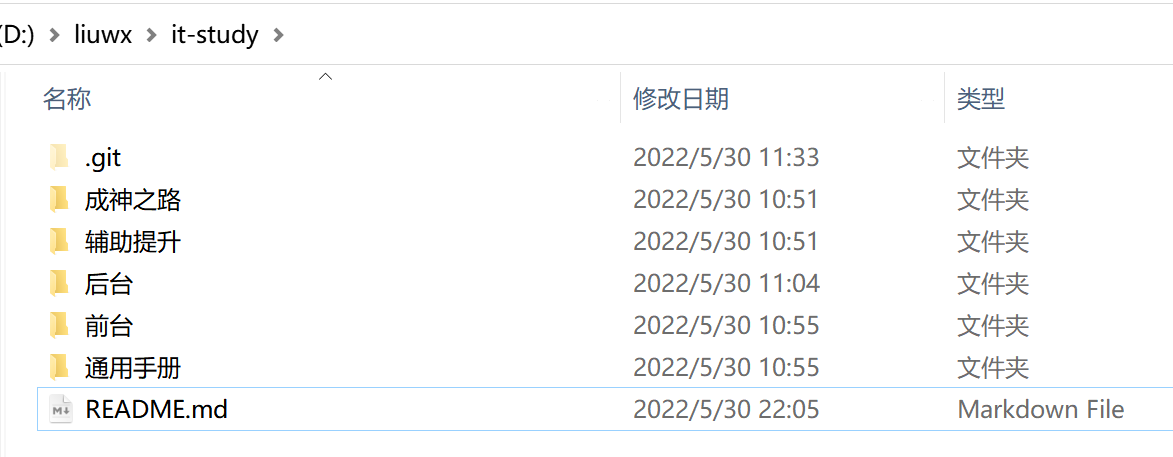 (D:) > liuwx > it-study >
名称 修改日期 类型
.git 2022/5/30 11:33 文件夹
成神之路 2022/5/30 10:51 文件夹
辅助提升 2022/5/30 10:51 文件夹
后台 2022/5/30 11:04 文件夹
前台 2022/5/30 10:55 文件夹
通用手册 2022/5/30 10:55 文件夹
M↓ README.md 2022/5/30 22:05 Markdown File